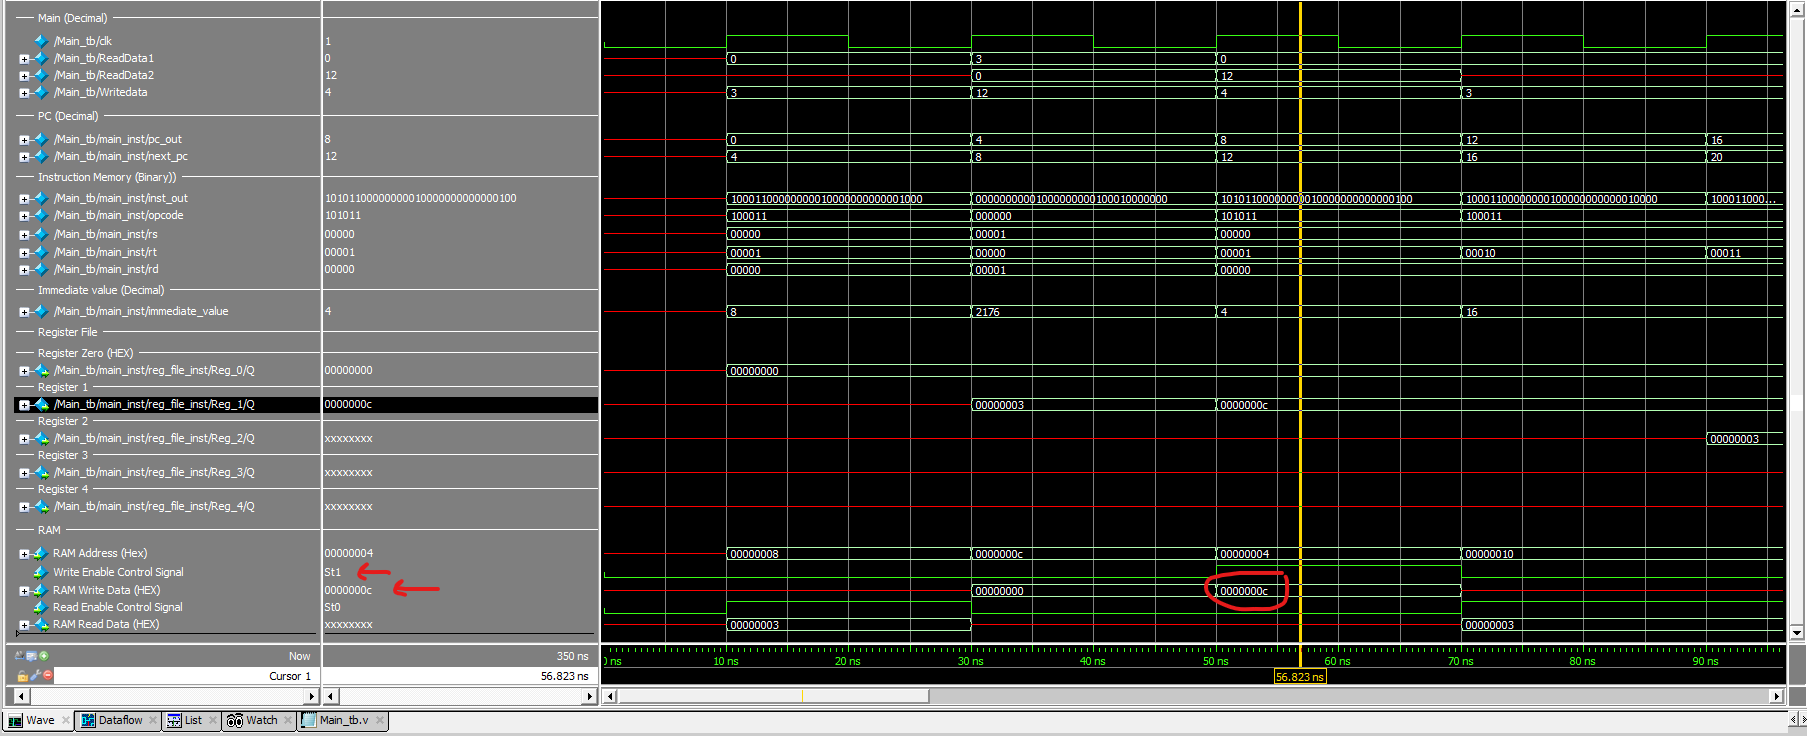 Main (Decimal)
/Main_tb/clk 1
/Main_tb/ReadData1 0 0 3 0
/Main_tb/ReadData2 12 0 12
/Main_tb/Writedata 4 3 12 4 3
PC (Decimal)
/Main_tb/main_inst/pc_out 8 0 4 8 12 16
/Main_tb/main_inst/next_pc 12 4 8 12 16 20
Instruction Memory (Binary))
/Main_tb/main_inst/inst_out 10101100000000010000000000000100 10001100000000010000000000001000 00000000001000000000100010000000 10101100000000010000000000000100 10001100000000100000000000010000 100011000...
/Main_tb/main_inst/opcode 101011 100011 000000 101011 100011
/Main_tb/main_inst/rs 00000 00000 00001 00000
/Main_tb/main_inst/rt 00001 00001 00000 00001 00010 00011
/Main_tb/main_inst/rd 00000 00000 00001 00000
Immediate value (Decimal)
/Main_tb/main_inst/immediate_value 4 8 2176 4 16
Register File
Register Zero (HEX)
/Main_tb/main_inst/reg_file_inst/Reg_0/Q 00000000 00000000
Register 1
/Main_tb/main_inst/reg_file_inst/Reg_1/Q 0000000c 00000003 0000000c
Register 2
/Main_tb/main_inst/reg_file_inst/Reg_2/Q xxxxxxxx 00000003
Register 3
/Main_tb/main_inst/reg_file_inst/Reg_3/Q xxxxxxxx
Register 4
/Main_tb/main_inst/reg_file_inst/Reg_4/Q xxxxxxxx
RAM
RAM Address (Hex) 00000004 00000008 0000000c 00000004 00000010
Write Enable Control Signal St1
RAM Write Data (HEX) 0000000c 00000000 0000000c
Read Enable Control Signal St0
RAM Read Data (HEX) xxxxxxxx 00000003 00000003
Now 350 ns ns 10 ns 20 ns 30 ns 40 ns 50 ns 60 ns 70 ns 80 ns 90 ns
Cursor 1 56.823 ns 56.823 ns
Wave Dataflow List Watch Main_tb.v